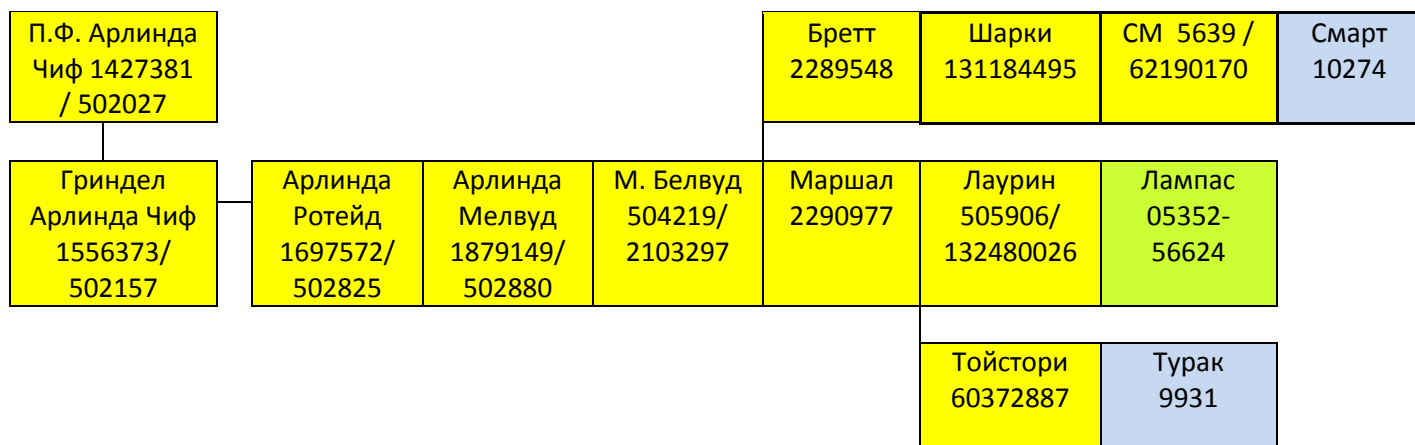 П.Ф. Арлинда
Чиф 1427381
/ 502027
Бретт
2289548
Шарки
131184495
СМ 5639 /
62190170
Смарт
10274
Гриндел
Арлинда Чиф
1556373/
502157
Арлинда
Ротейд
1697572/
502825
Арлинда
Мелвуд
1879149/
502880
М. Белвуд
504219/
2103297
Маршал
2290977
Лаурин
505906/
132480026
Лампас
05352-
56624
Тойстори
60372887
Турак
9931